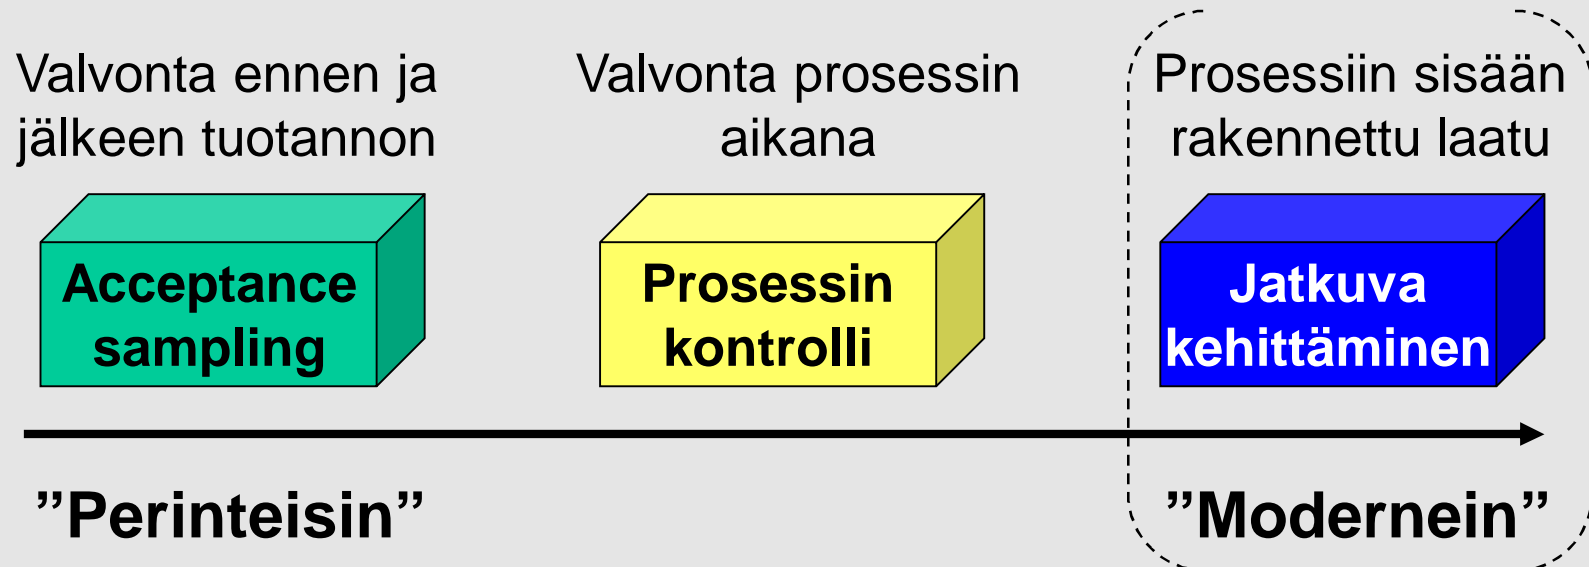 Valvonta ennen ja
jälkeen tuotannon
Acceptance
sampling
Valvonta prosessin
aikana
Prosessin
kontrolli
Prosessiin sisään
rakennettu laatu
Jatkuva
kehittäminen
”Perinteisin”
”Modernein”